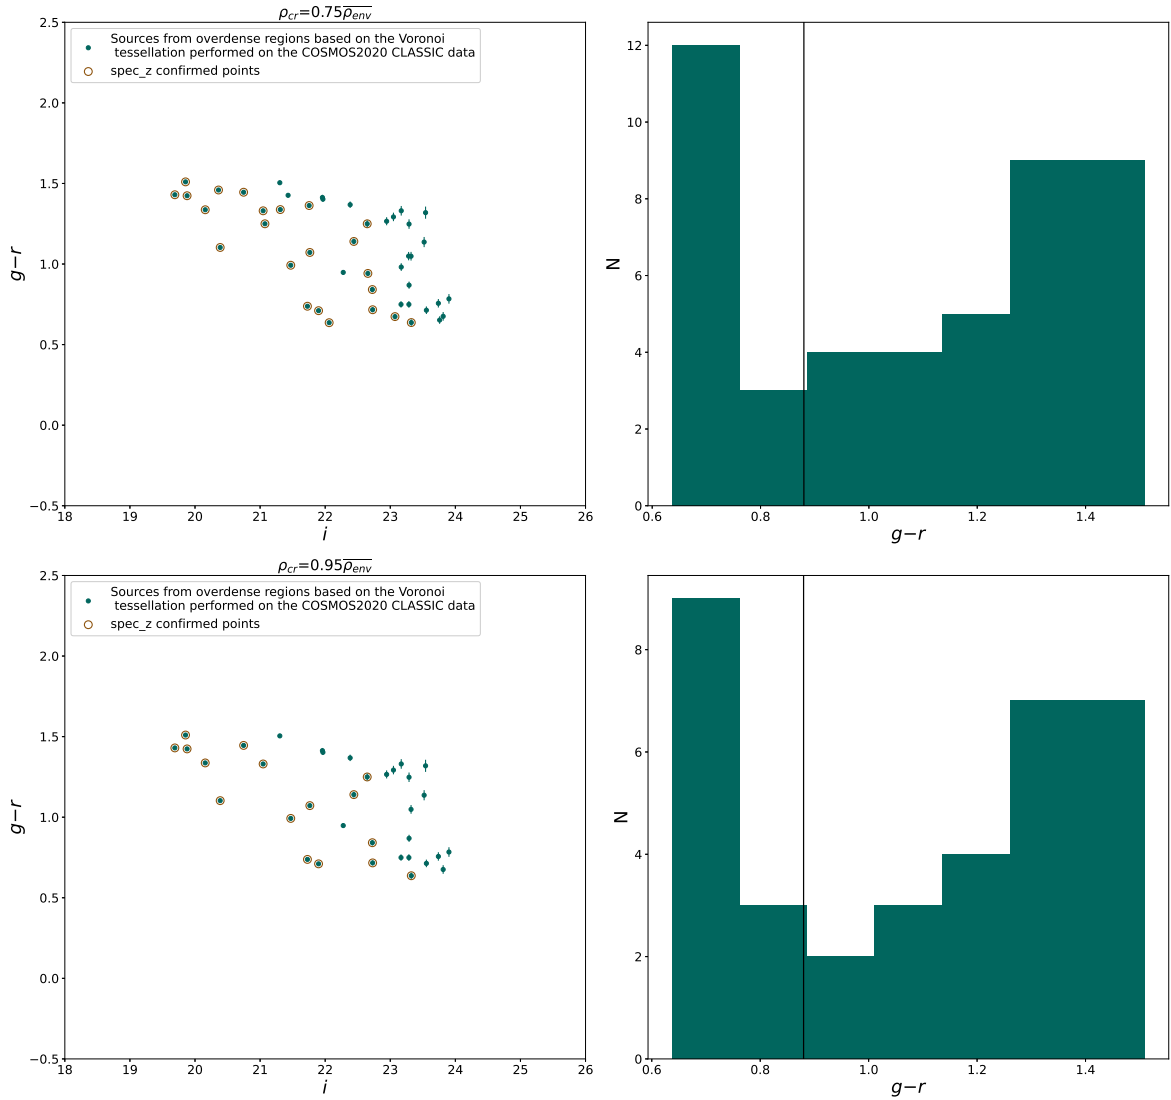 ρcr=0.75ρenv
Sources from overdense regions based on the Voronoi
tessellation performed on the COSMOS2020 CLASSIC data
spec_z confirmed points
2.5
2.0
1.5
1.0
0.5
0.0
−0.5
g−r
18 19 20 21 22 23 24 25 26
i
12
10
8
6
4
2
0
N
0.6 0.8 1.0 1.2 1.4
g−r
ρcr=0.95ρenv
Sources from overdense regions based on the Voronoi
tessellation performed on the COSMOS2020 CLASSIC data
spec_z confirmed points
2.5
2.0
1.5
1.0
0.5
0.0
−0.5
g−r
18 19 20 21 22 23 24 25 26
i
8
6
4
2
0
N
0.6 0.8 1.0 1.2 1.4
g−r